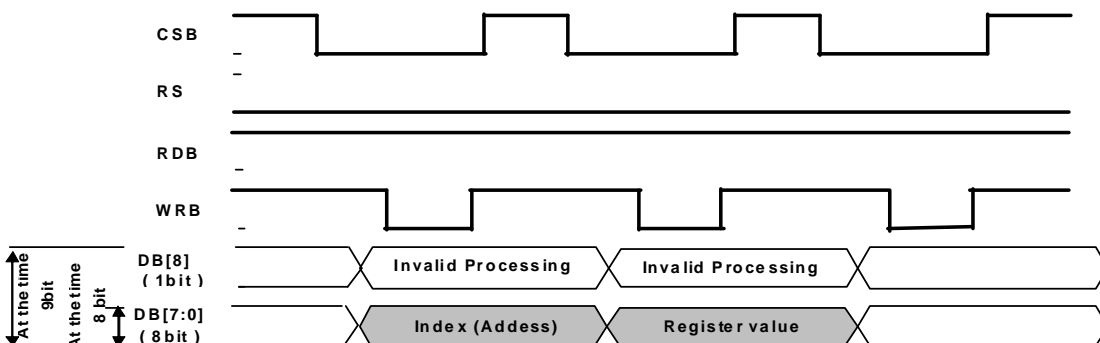 CSB
RS
RDB
WRB
DB[8]
(1bit)
Invalid Processing
Invalid Processing
At the time
9bit
At the time
8 bit
DB[7:0]
(8bit)
Index (Addess)
Register value